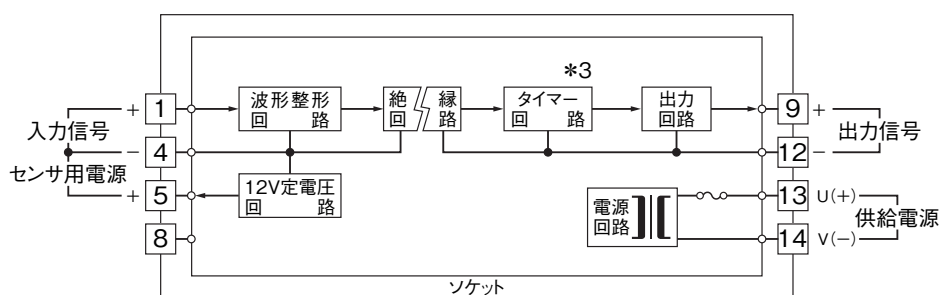 *3
1
波形整形
回 路
絶
回
縁
路
タイマー
回 路
出力
回路
9
+
+
入力信号
出力信号
−
4
12
−
センサ用電源
+
5
12V定電圧
回 路
電源
回路
13
U(+)
供給電源
8
14
V(−)
ソケット